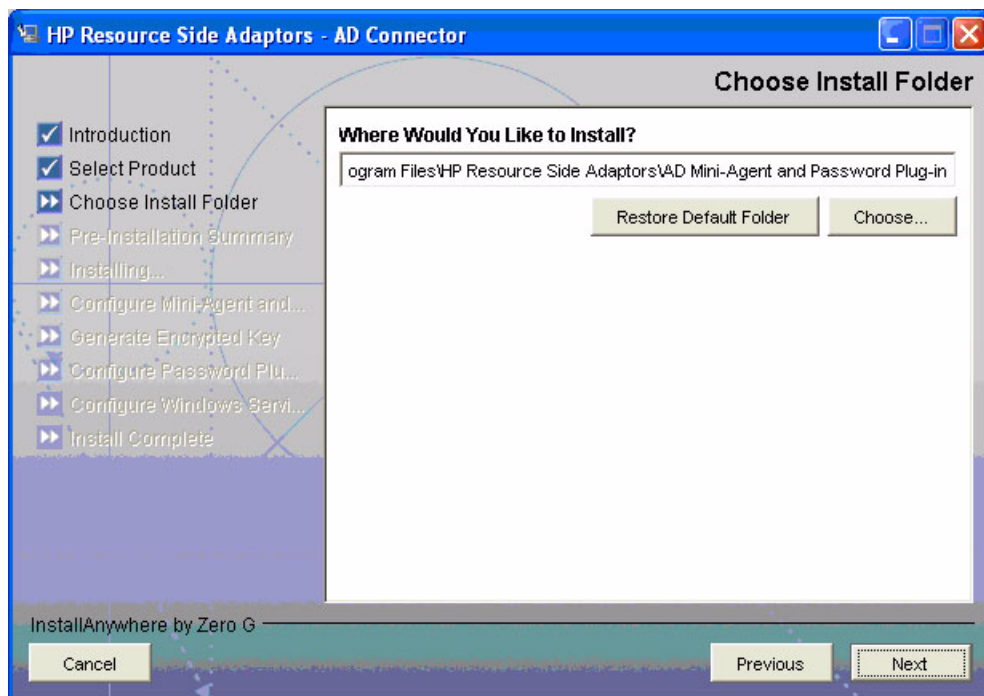 HP Resource Side Adaptors - AD Connector
Choose Install Folder
Introduction
Select Product
Choose Install Folder
Pre-Installation Summary
Installing...
Configure Mini-Agent and...
Generate Encrypted Key
Configure Password Plu...
Configure Windows Servi...
Install Complete
Where Would You Like to Install?
ogram Files\HP Resource Side Adaptors\AD Mini-Agent and Password Plug-in
Restore Default Folder
Choose...
InstallAnywhere by Zero G
Cancel
Previous
Next